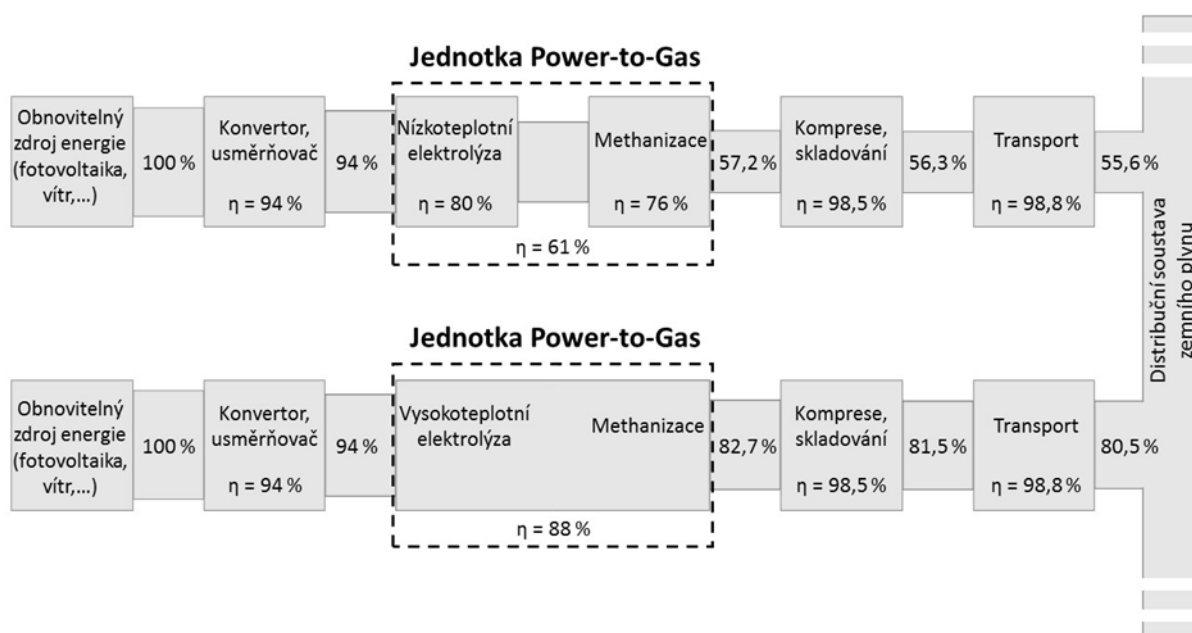 Jednotka Power-to-Gas
Obnovitelný
zdroj energie
(fotovoltaika,
vítr,...)
100 %
Konvertor,
usměrňovač
η = 94 %
94 %
Nízkoteplotní
elektrolýza
η = 80 %
Methanizace
η = 76 %
η = 61 %
57,2 %
Komprese,
skladování
η = 98,5 %
56,3 %
Transport
η = 98,8 %
55,6 %
Distribuční soustava
zemního plynu
Jednotka Power-to-Gas
Obnovitelný
zdroj energie
(fotovoltaika,
vítr,...)
100 %
Konvertor,
usměrňovač
η = 94 %
94 %
Vysokoteplotní
elektrolýza
Methanizace
η = 88 %
82,7 %
Komprese,
skladování
η = 98,5 %
81,5 %
Transport
η = 98,8 %
80,5 %